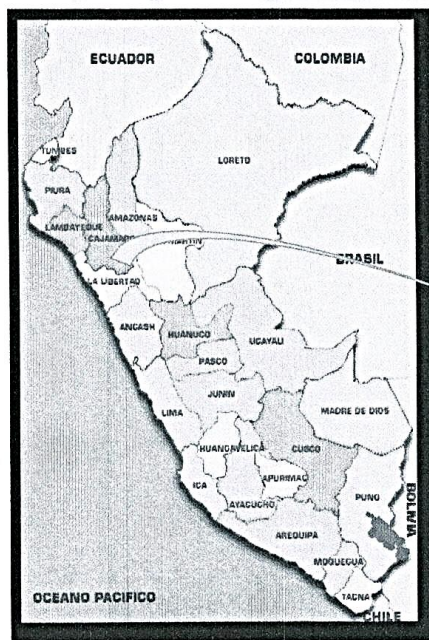 ECUADOR
COLOMBIA
TUMBES
LORETO
PIURA
AMAZONAS
LAMBAYEQUE
CAJAMARCA
BRASIL
LA LIBERTAD
ANCASH
HUANUCO
UCAYALI
PASCO
JUNIN
LIMA
MADRE DE DIOS
HUANCAVELICA
CUSCO
ICA
APURIMAC
PUNO
BOLIVIA
AYACUCHO
AREQUIPA
MOQUEGUA
OCEANO PACIFICO
TACNA
CHILE